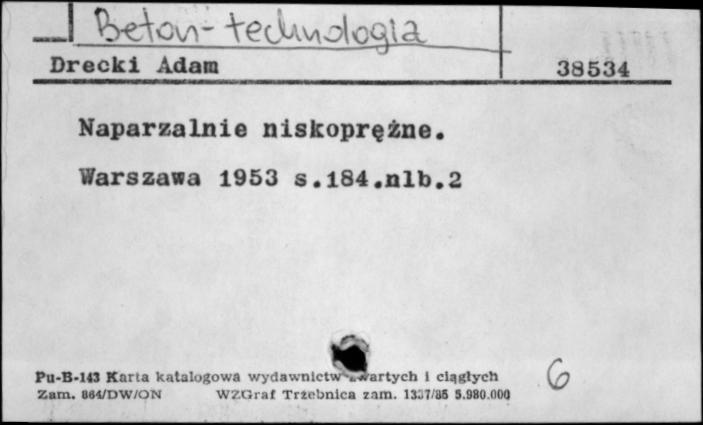 Beton-technologia
Drecki Adam 38534
Naparzalnie niskoprężne.
Warszawa 1953 s.184.nlb.2
Pu-B-143 Karta katalogowa wydawnictw zwartych i ciągłych
6
Zam. 864/DW/ON WZGraf Trzebnica zam. 1337/85 5.980.000